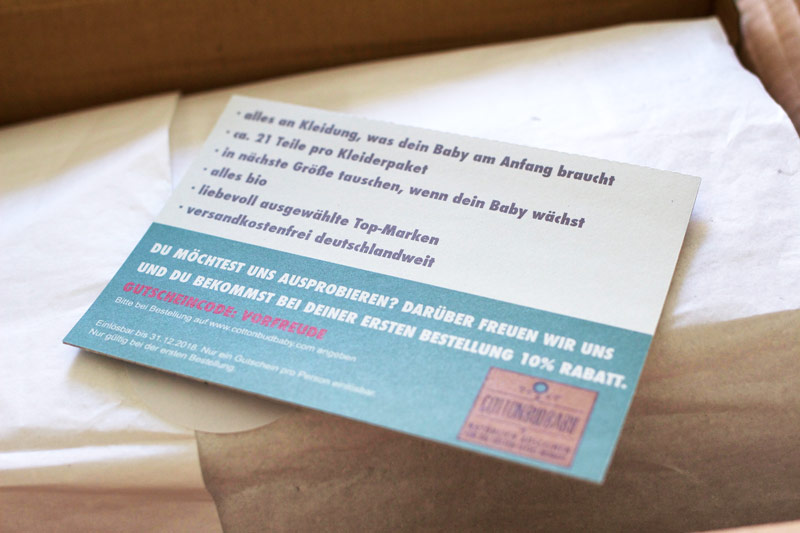 · alles an Kleidung, was dein Baby am Anfang braucht
· ca. 21 Teile pro Kleiderpaket
· in nächste Größe tauschen, wenn dein Baby wächst
· alles bio
· liebevoll ausgewählte Top-Marken
· versandkostenfrei deutschlandweit
DU MÖCHTEST UNS AUSPROBIEREN? DARÜBER FREUEN WIR UNS
UND DU BEKOMMST BEI DEINER ERSTEN BESTELLUNG 10% RABATT.
GUTSCHEINCODE: VORFREUDE
Bitte bei Bestellung auf www.cottonbudbaby.com angeben
Einlösbar bis 31.12.2016. Nur ein Gutschein pro Person einlösbar.
Nur gültig bei der ersten Bestellung.
COTTONBUDBABY